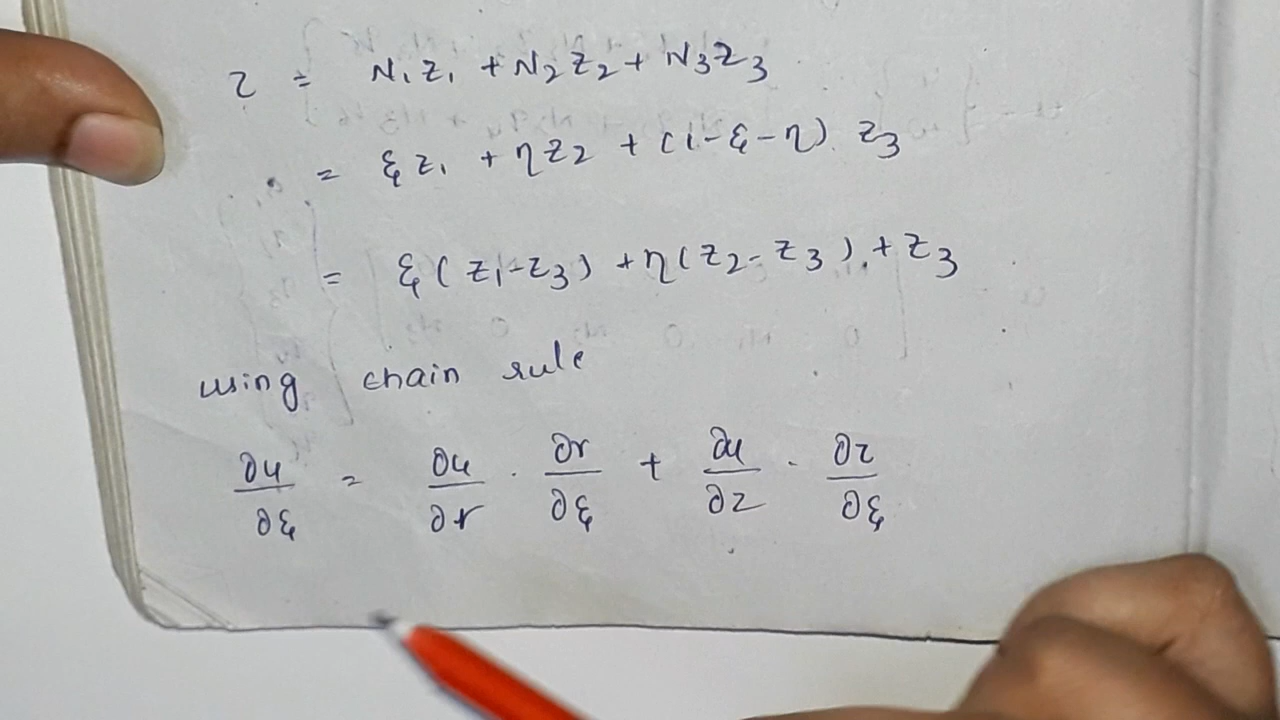 z = N₁z₁ + N₂z₂ + N₃z₃
= ξz₁ + ηz₂ + (1-ξ-η) z₃
= ξ(z₁-z₃) + η(z₂-z₃) + z₃
using chain rule
∂u/∂ξ = ∂u/∂r · ∂r/∂ξ + ∂u/∂z · ∂z/∂ξ